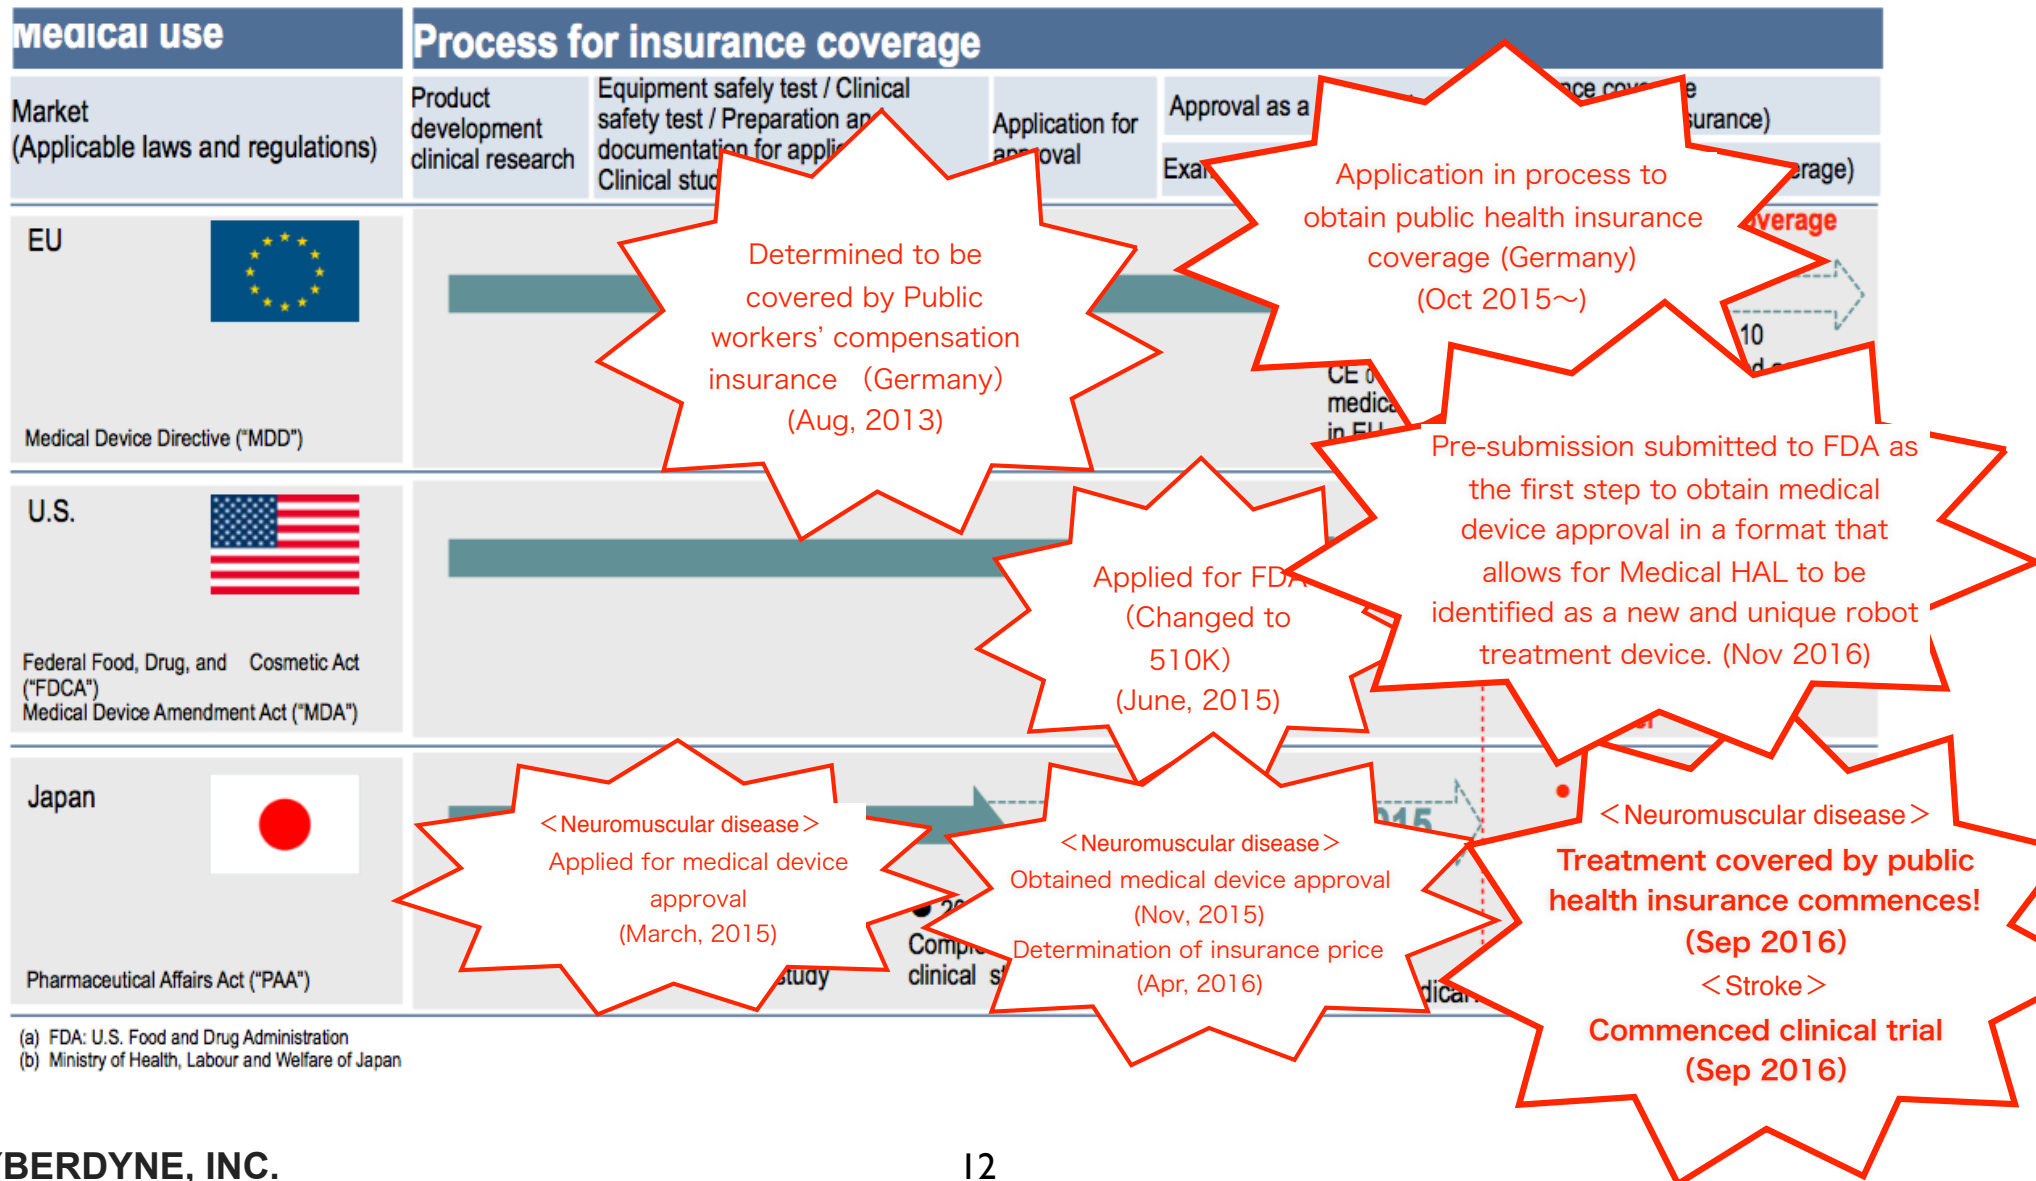 Medical use
Process for insurance coverage
Market
(Applicable laws and regulations)
Product
development
clinical research
Equipment safely test / Clinical
safety test / Preparation
documentation for
Clinical
Application for
approval
Approval as a
EU
Medical Device Directive (“MDD”)
Determined to be
covered by Public
workers’ compensation
insurance （Germany）
(Aug, 2013)
Application in process to
obtain public health insurance
coverage (Germany)
(Oct 2015～)
10
CE
in
U.S.
Federal Food, Drug, and Cosmetic Act
(“FDCA”)
Medical Device Amendment Act (“MDA”)
Applied for FDA
（Changed to
510K）
(June, 2015)
Pre-submission submitted to FDA as
the first step to obtain medical
device approval in a format that
allows for Medical HAL to be
identified as a new and unique robot
treatment device. (Nov 2016)
Japan
Pharmaceutical Affairs Act (“PAA”)
＜Neuromuscular disease＞
Applied for medical device
approval
(March, 2015)
study
clinical
＜Neuromuscular disease＞
Obtained medical device approval
(Nov, 2015)
Determination of insurance price
(Apr, 2016)
＜Neuromuscular disease＞
Treatment covered by public
health insurance commences!
(Sep 2016)
＜Stroke＞
Commenced clinical trial
(Sep 2016)
(a) FDA: U.S. Food and Drug Administration
(b) Ministry of Health, Labour and Welfare of Japan
YBERDYNE, INC.
12